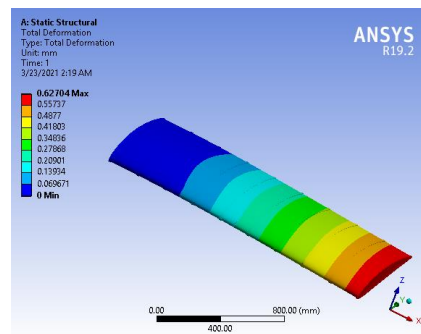 A: Static Structural
Total Deformation
Type: Total Deformation
Unit: mm
Time: 1
3/23/2021 2:19 AM
ANSYS
R19.2
0.62704 Max
0.55737
0.4877
0.41803
0.34836
0.27868
0.20901
0.13934
0.069671
0 Min
0.00
800.00 (mm)
400.00
Z
Y
X